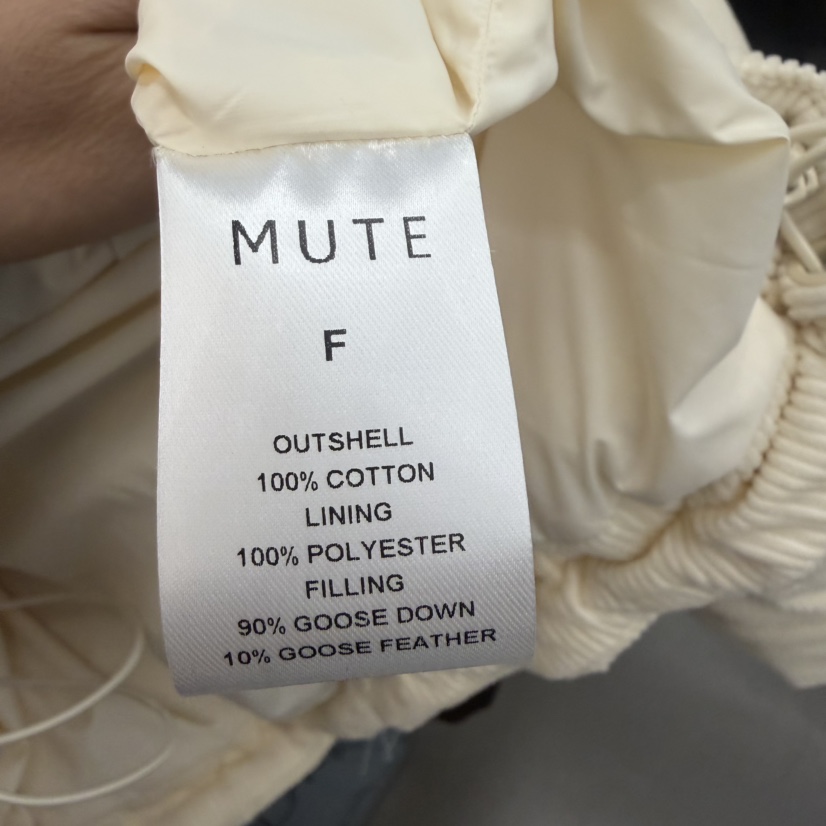 MUTE
F
OUTSHELL
100% COTTON
LINING
100% POLYESTER
FILLING
90% GOOSE DOWN
10% GOOSE FEATHER